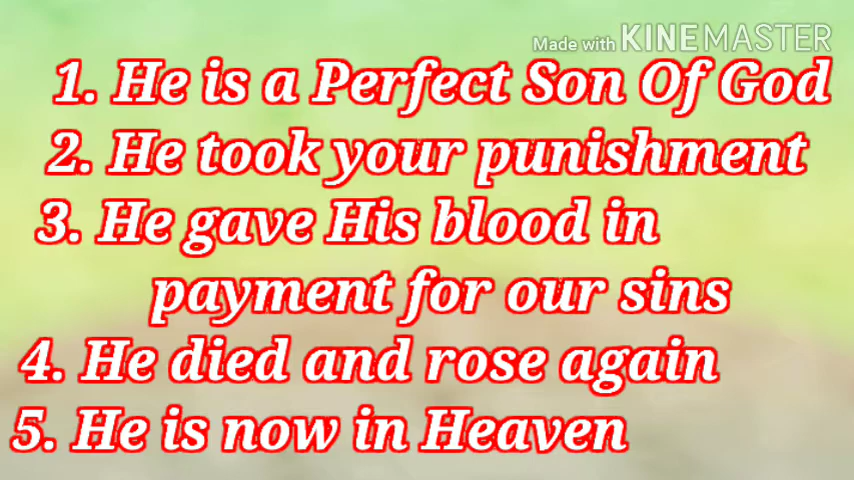 Made with KINEMASTER
1. He is a Perfect Son Of God
2. He took your punishment
3. He gave His blood in
payment for our sins
4. He died and rose again
5. He is now in Heaven